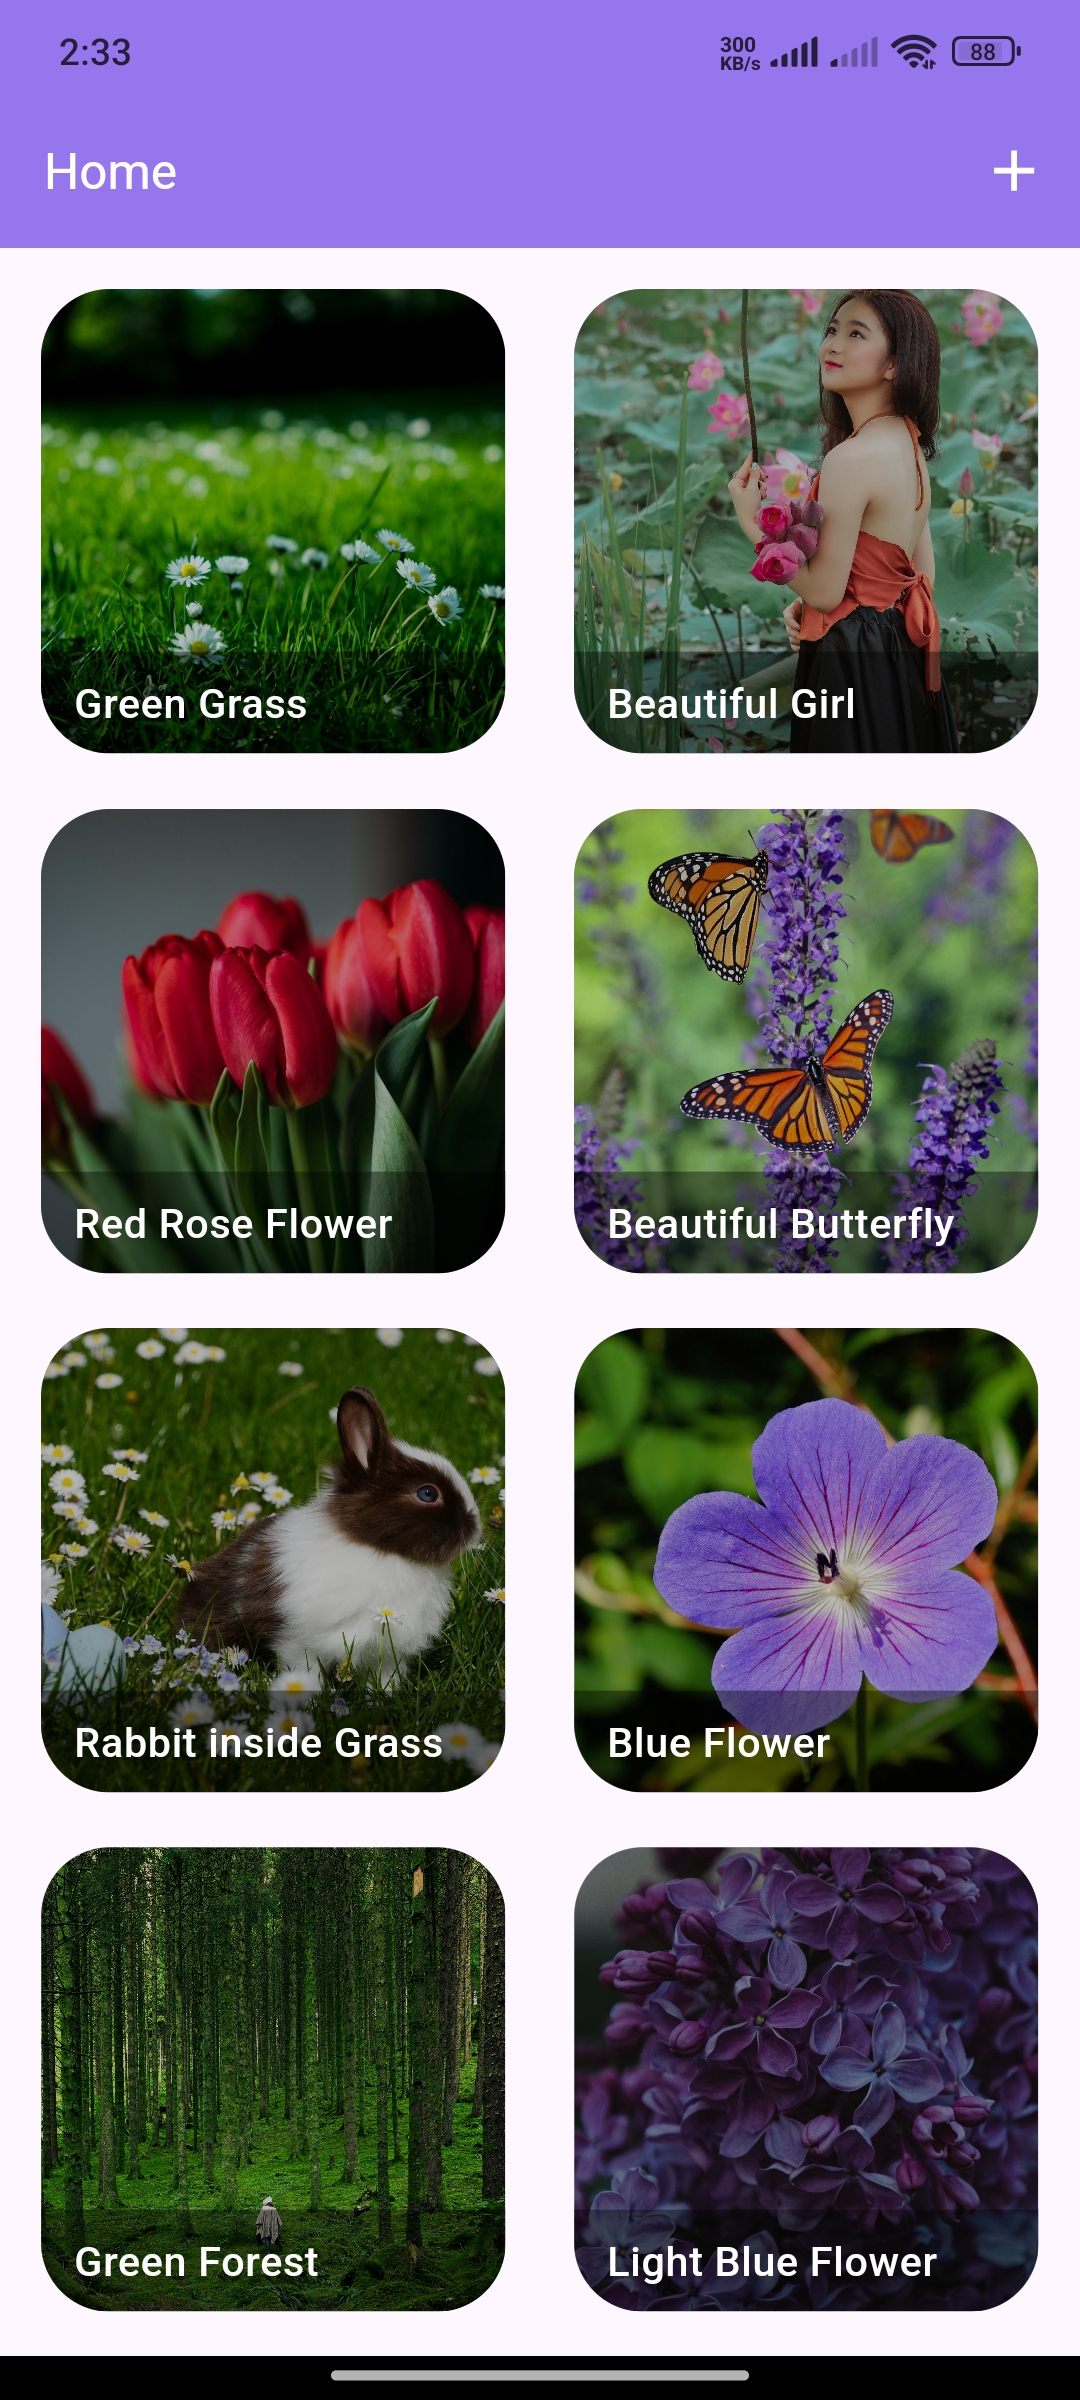 2:33
300
KB/s
88
Home
Green Grass
Beautiful Girl
Red Rose Flower
Beautiful Butterfly
Rabbit inside Grass
Blue Flower
Green Forest
Light Blue Flower